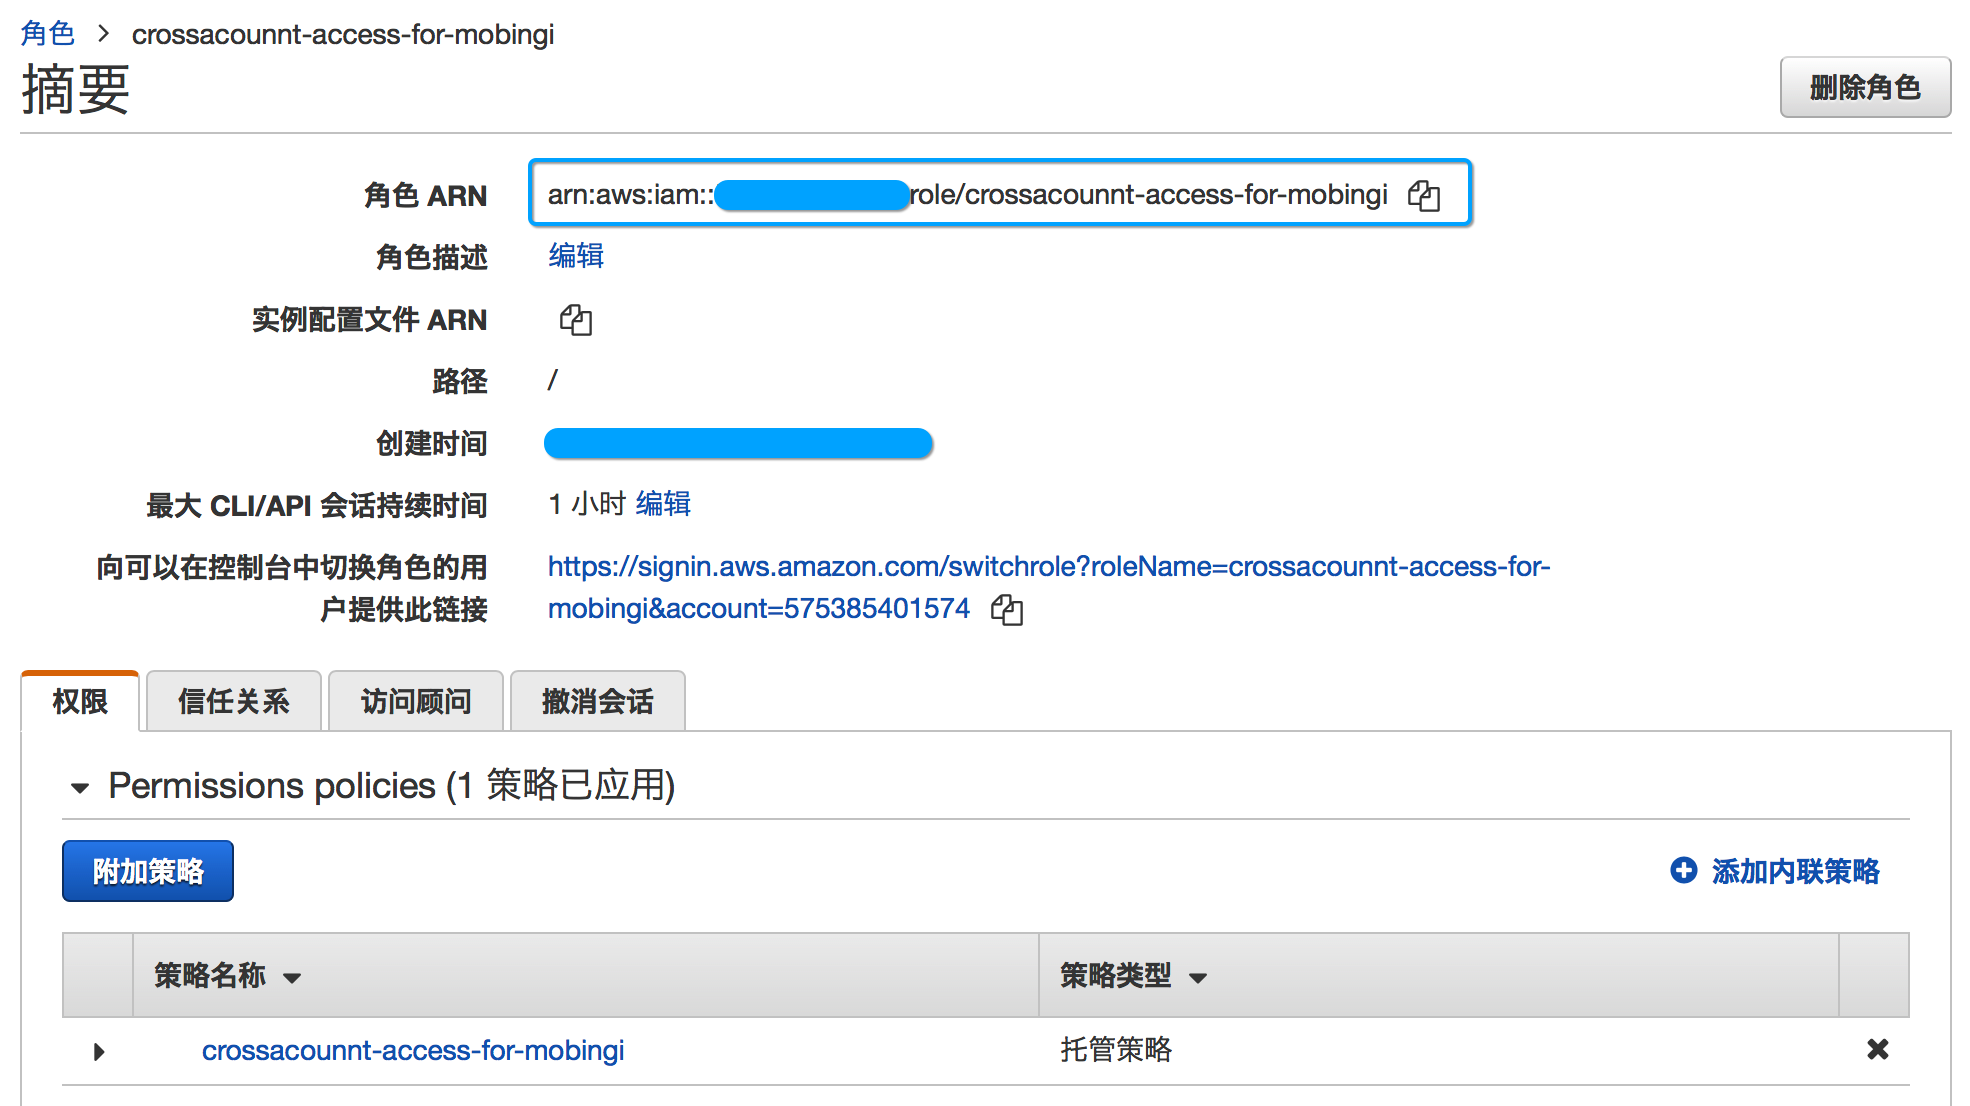 角色 > crossacounnt-access-for-mobingi
摘要
删除角色
角色 ARN arn:aws:iam:: role/crossacounnt-access-for-mobingi
角色描述 编辑
实例配置文件 ARN
路径 /
创建时间
最大 CLI/API 会话持续时间 1 小时 编辑
向可以在控制台中切换角色的用 https://signin.aws.amazon.com/switchrole?roleName=crossacounnt-access-for-
户提供此链接 mobingi&account=575385401574
权限 信任关系 访问顾问 撤消会话
Permissions policies (1 策略已应用)
附加策略 添加内联策略
策略名称 策略类型
crossacounnt-access-for-mobingi 托管策略